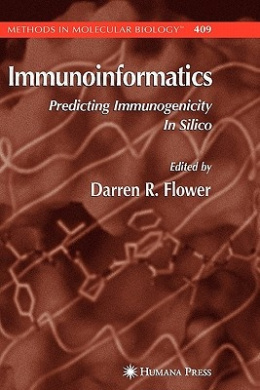 METHODS IN MOLECULAR BIOLOGY™ 409
Immunoinformatics
Predicting Immunogenicity
In Silico
Edited by
Darren R. Flower
HUMANA PRESS